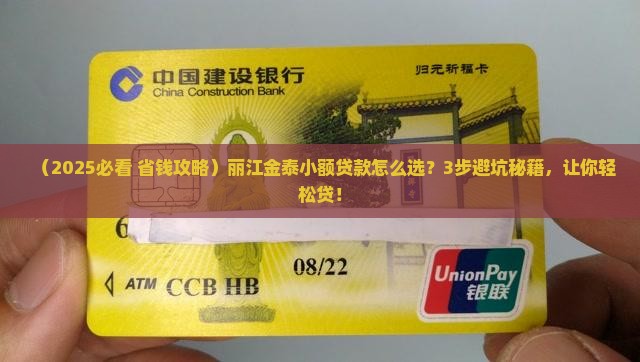 中国建设银行
China Construction Bank
归元祈福卡
（2025必看 省钱攻略）丽江金泰小额贷款怎么选？3步避坑秘籍，让你轻
松贷！
6
08/22
ATM CCB HB
UnionPay
银联